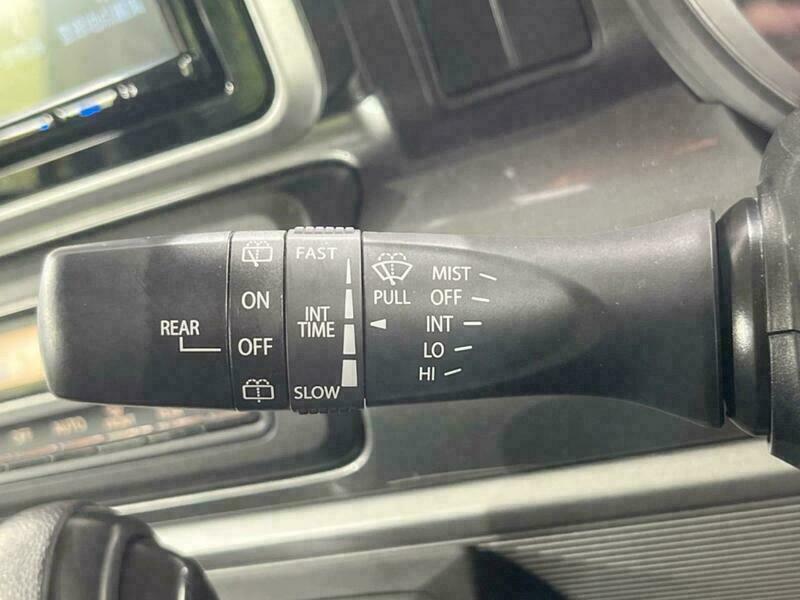 REAR
ON
OFF
FAST
INT
TIME
SLOW
PULL
MIST
OFF
INT
LO
HI